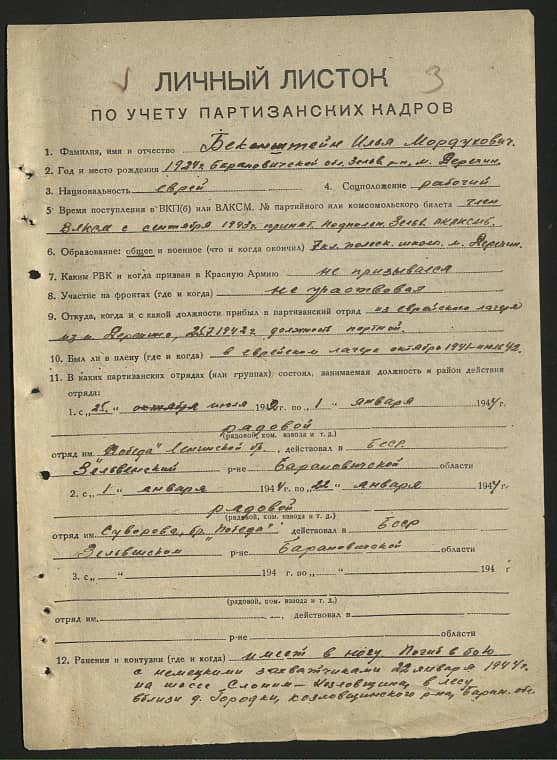 3
ЛИЧНЫЙ ЛИСТОК
ПО УЧЕТУ ПАРТИЗАНСКИХ КАДРОВ
1. Фамилия, имя и отчество Бекенштейн Илья Мордухович.
2. Год и место рождения 1924г. Барановичской обл. Зельв. р-н, м. Деречин.
3. Национальность еврей 4. Соцположение рабочий
5 Время поступления в ВКП(б) или ВЛКСМ. № партийного или комсомольского билета член
ВЛКСМ с сентября 1943г. принят. Подполн. Зельв.
6. Образование: общее и военное (что и когда окончил) 7 кл. польск. школ. м. Деречин.
7. Каким РВК и когда призван в Красную Армию не призывался
8. Участие на фронтах (где и когда) не участвовал
9. Откуда, когда и с какой должности прибыл в партизанский отряд из еврейского лагеря
из м. Деречина, 25.7.1942г. должность портной.
10. Был ли в плену (где и когда) в еврейском лагере октябрь 1941-
11. В каких партизанских отрядах (или группах) состоял, занимаемая должность и район действия
отряда:
1. с „25“ октября июля 1942 г. по „1“ января 1944 г.
рядовой
(рядовой, ком. взвода и т. д.)
отряд им. "Победа" Ленинской бр., действовал в БССР
Зельвенский р-не Барановичской области
2. с „1“ января 1944 г. по „22“ января 1944 г.
рядовой
(рядовой, ком. взвода и т. д.)
отряд им. Суворова, бр. "Победа" действовал в БССР
Зельвенском р-не Барановичской области
3. с „ “ 194 г. по „ “ 194 г
(рядовой, ком. взвода и т. д.)
отряд им. , действовал в
р-не области
12. Ранения и контузии (где и когда) имеет в ногу. Погиб в бою
с немецкими захватчиками 22 января 1944г.
на шоссе Слоним – Козловщина, в лесу
вблизи д. Городки, Козловщинского р-на, Баран. обл.